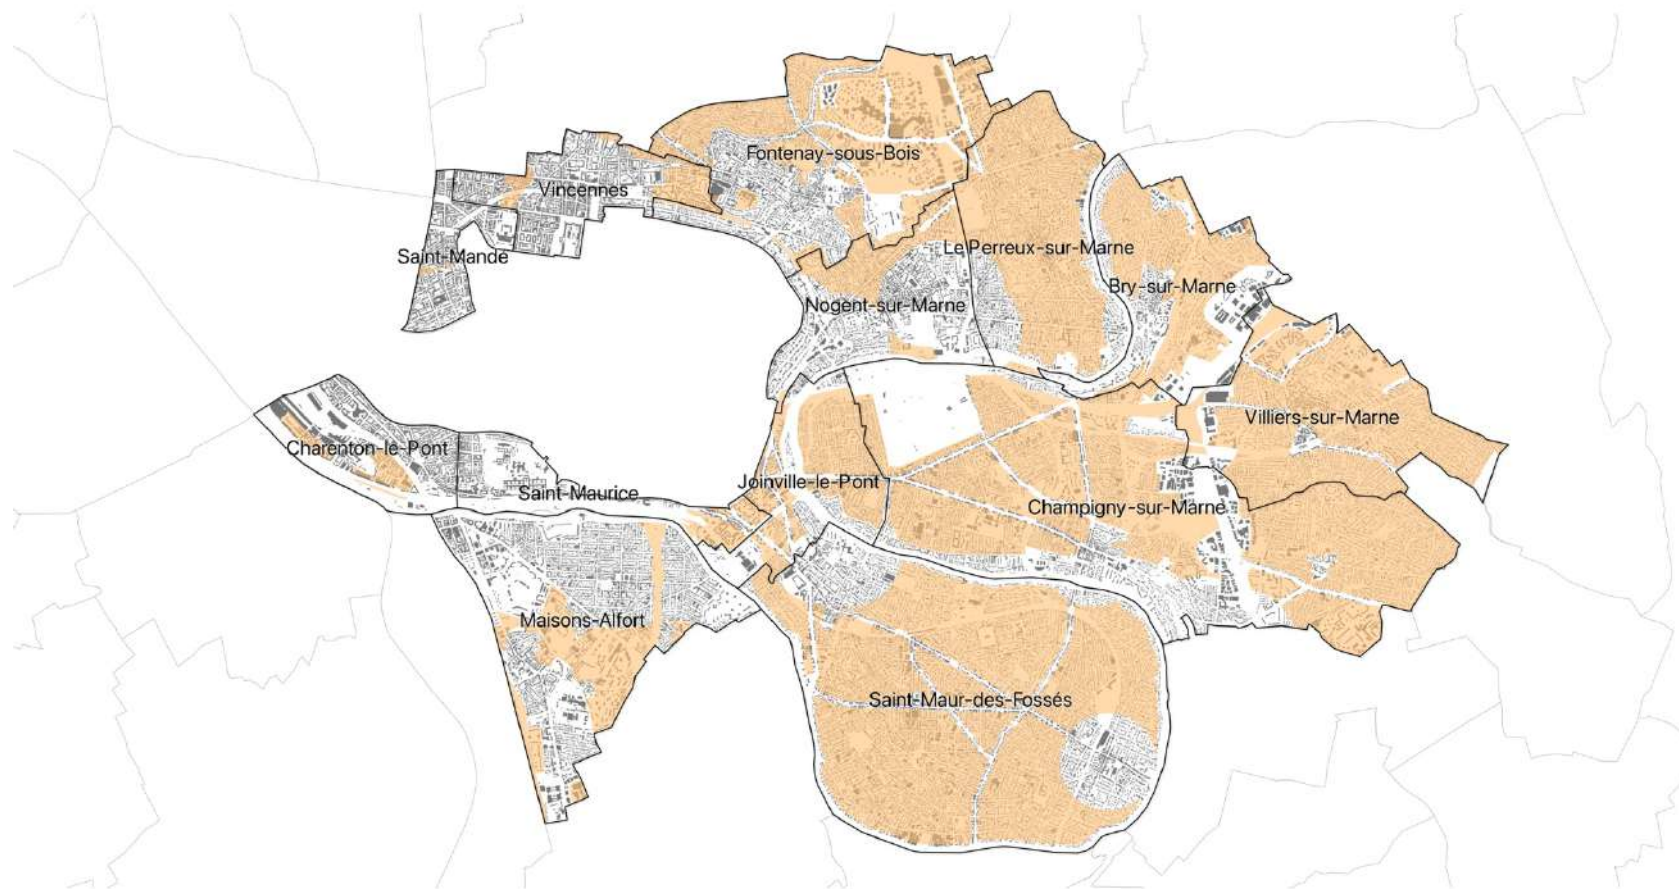 Fontenay-sous-Bois
Vincennes
Saint-Mande
Le Perreux-sur-Marne
Bry-sur-Marne
Nogent-sur-Marne
Villiers-sur-Marne
Charenton-le-Pont
Joinville-le-Pont
Saint-Maurice
Champigny-sur-Marne
Maisons-Alfort
Saint-Maur-des-Fossés